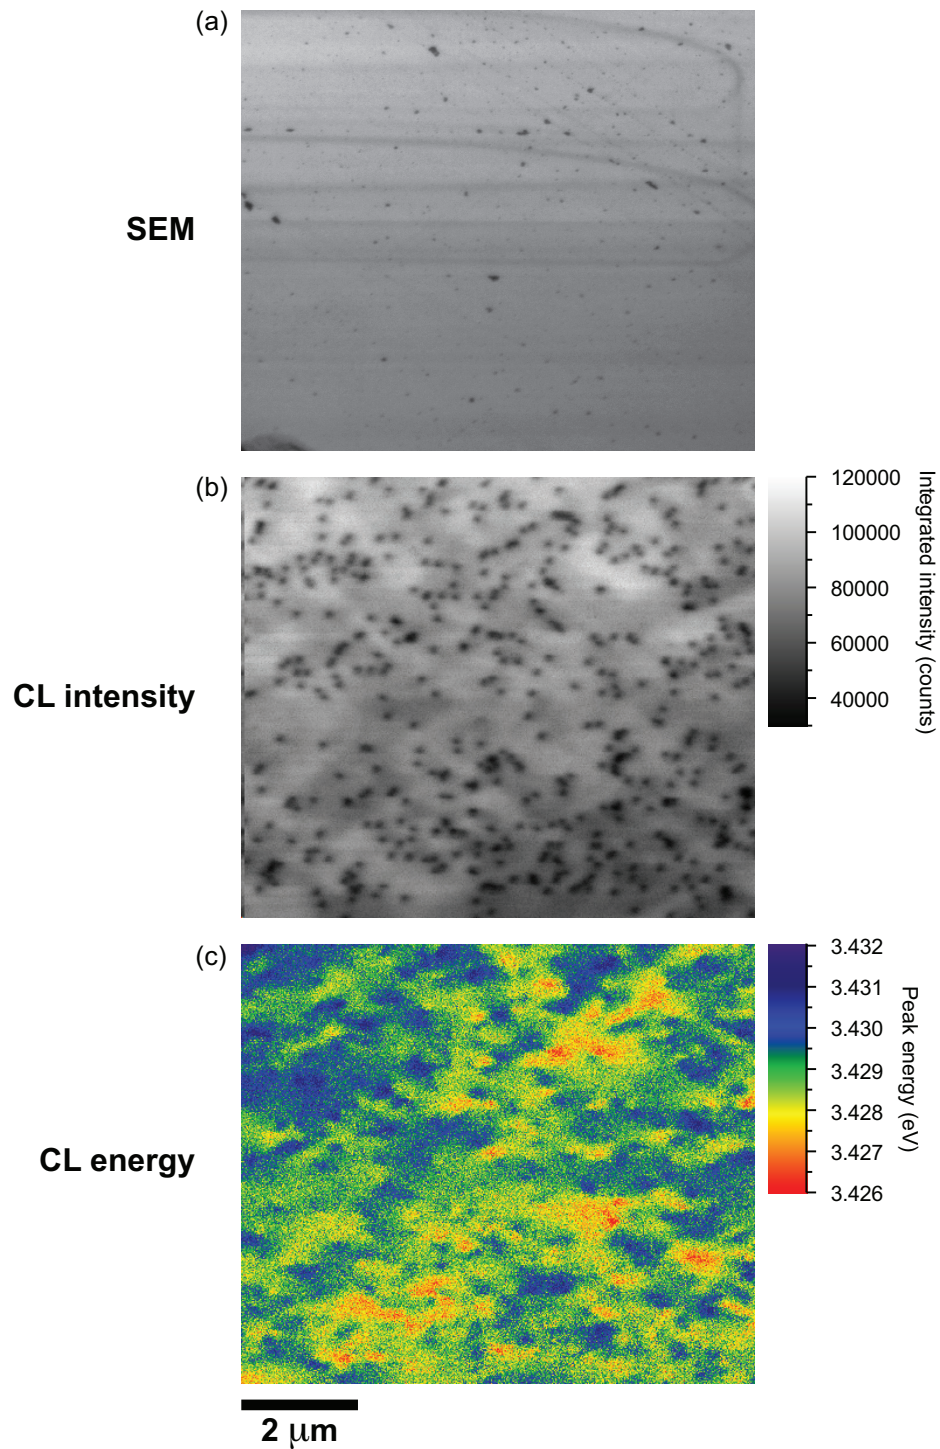 (a)
SEM
(b)
CL intensity
120000
100000
80000
60000
40000
Integrated intensity (counts)
(c)
CL energy
3.432
3.431
3.430
3.429
3.428
3.427
3.426
Peak energy (eV)
2 μm